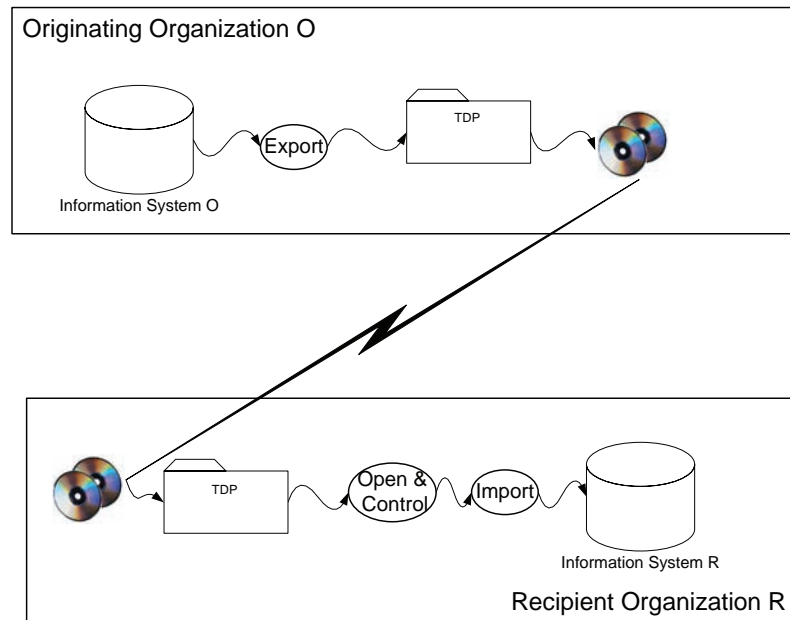 Originating Organization O
TDP
Export
Information System O
TDP
Open &
Control
Import
Information System R
Recipient Organization R